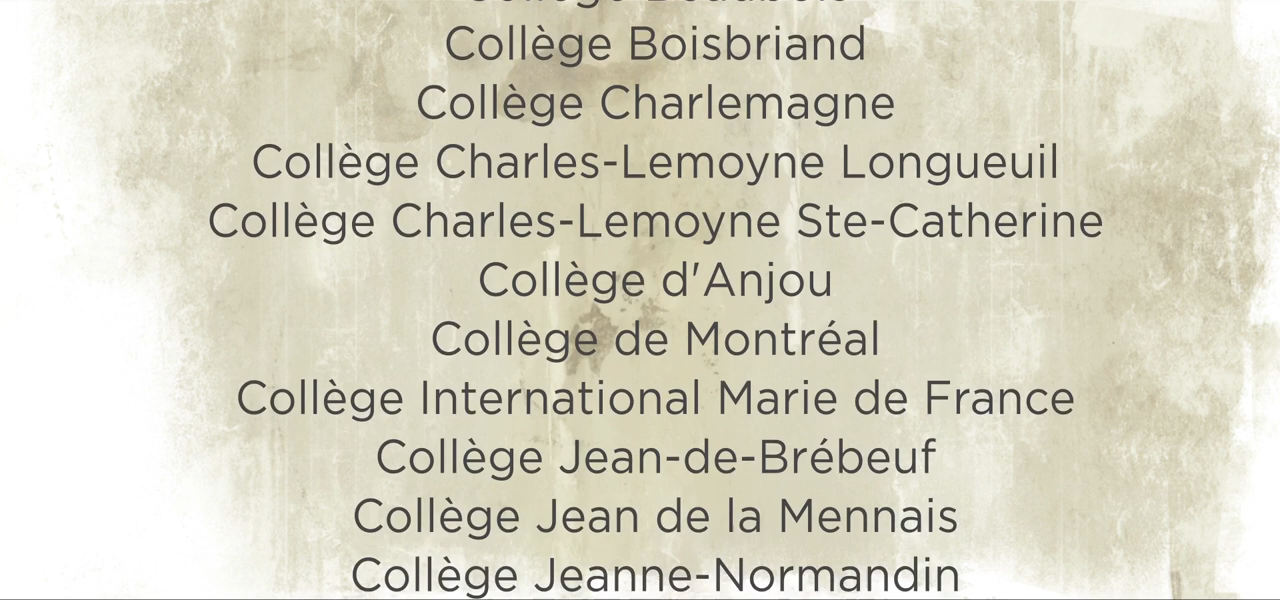 Collège Boisbriand
Collège Charlemagne
Collège Charles-Lemoyne Longueuil
Collège Charles-Lemoyne Ste-Catherine
Collège d'Anjou
Collège de Montréal
Collège International Marie de France
Collège Jean-de-Brébeuf
Collège Jean de la Mennais
Collège Jeanne-Normandin